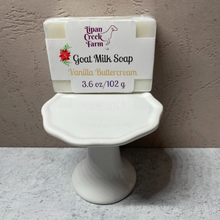 Lipan
Creek
Farm
Goat Milk Soap
Vanilla Buttercream
3.6 oz/102 g